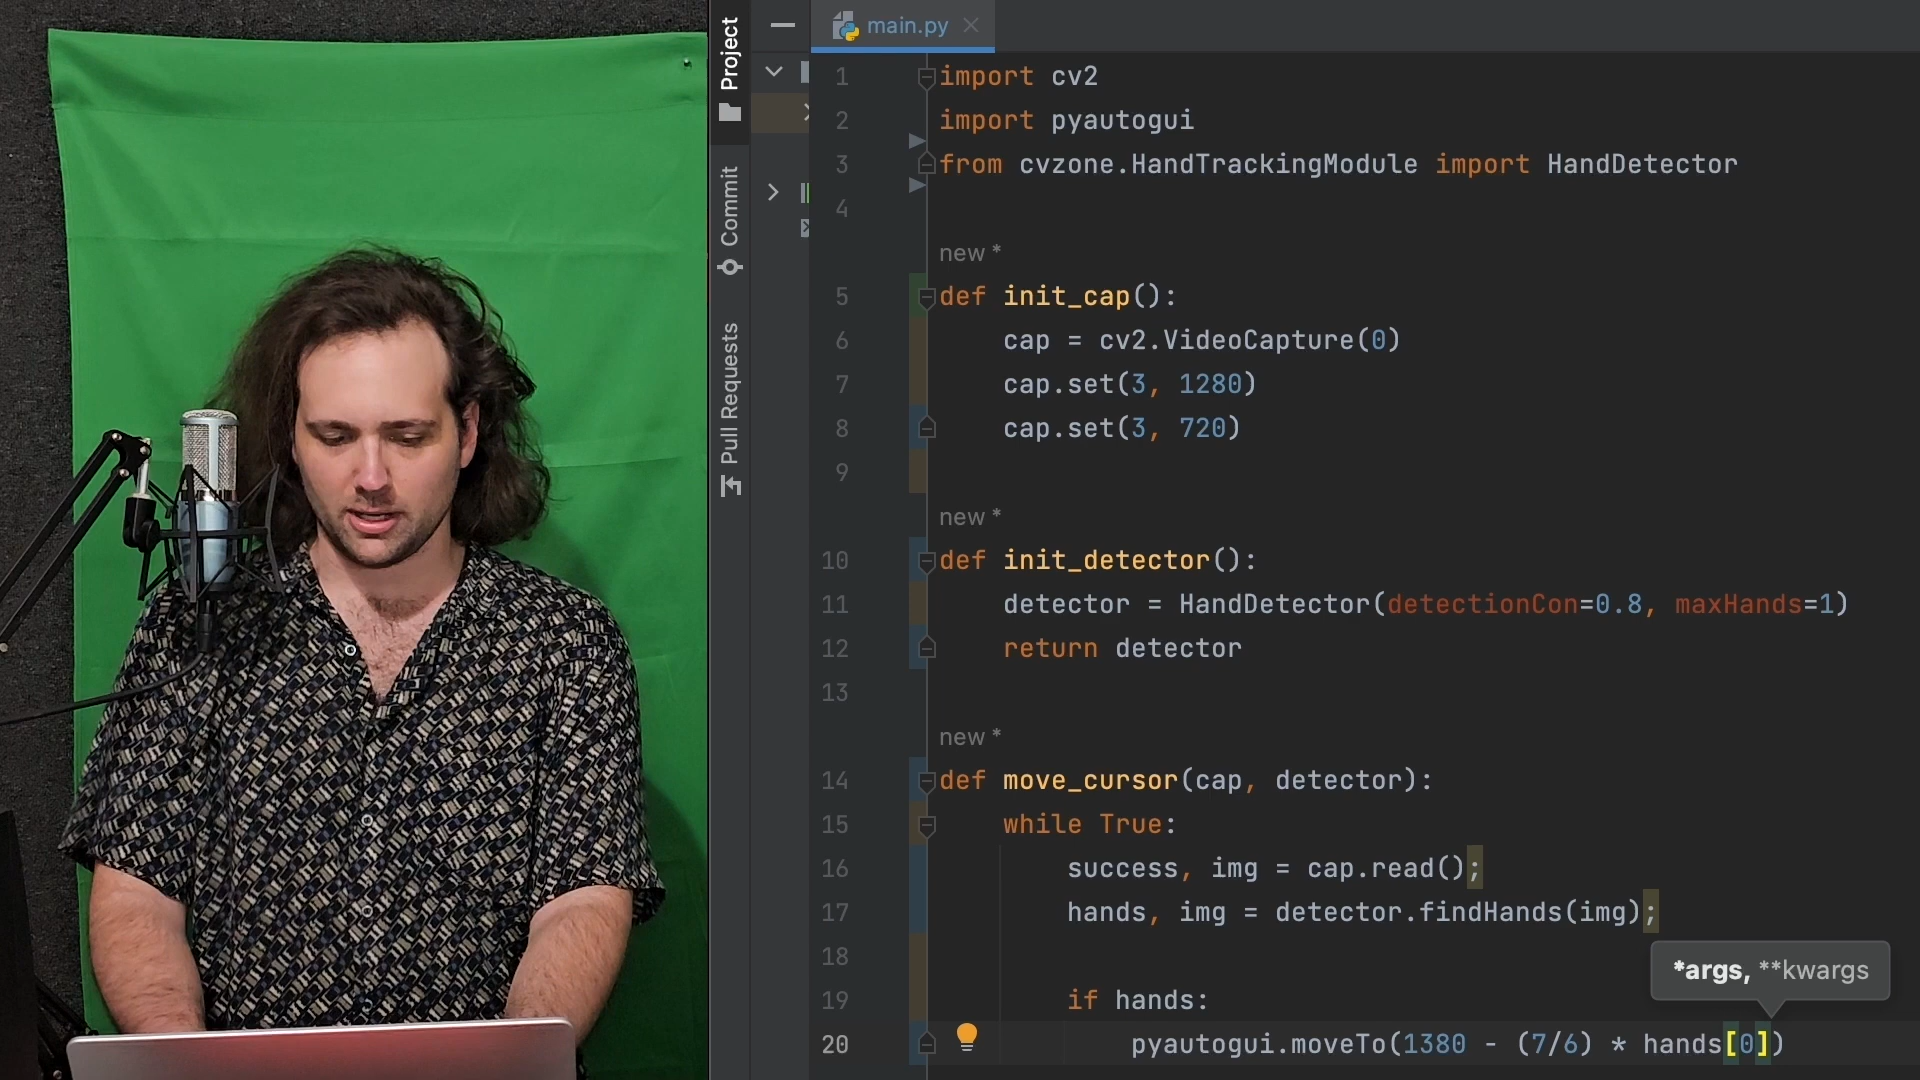 Project
Commit
Pull Requests
main.py
1 import cv2
2 import pyautogui
3 from cvzone.HandTrackingModule import HandDetector
4
new *
5 def init_cap():
6 cap = cv2.VideoCapture(0)
7 cap.set(3, 1280)
8 cap.set(3, 720)
9
new *
10 def init_detector():
11 detector = HandDetector(detectionCon=0.8, maxHands=1)
12 return detector
13
new *
14 def move_cursor(cap, detector):
15 while True:
16 success, img = cap.read();
17 hands, img = detector.findHands(img);
18
*args, **kwargs
19 if hands:
20 pyautogui.moveTo(1380 - (7/6) * hands[0])